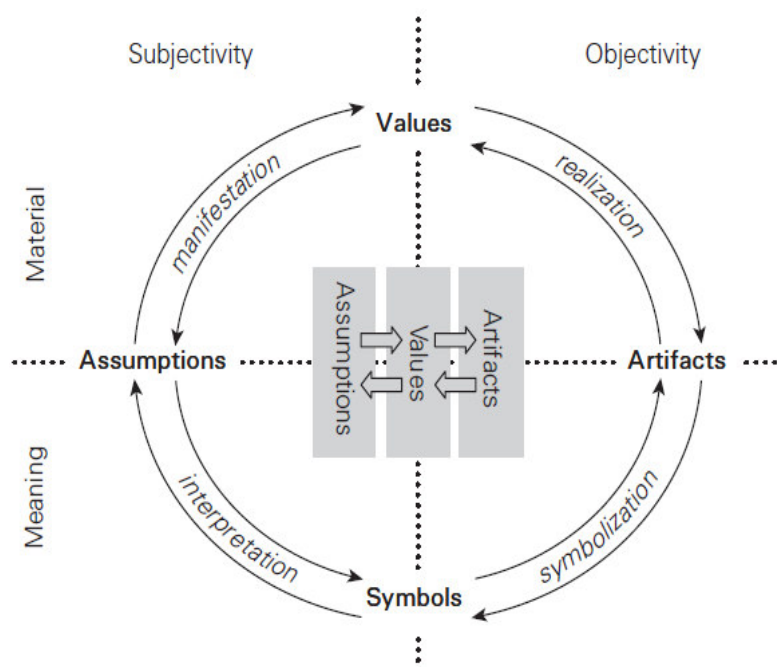 Subjectivity
Objectivity
Values
manifestation
realization
Material
Assumptions
Values
Artifacts
Assumptions
Artifacts
Meaning
interpretation
symbolization
Symbols